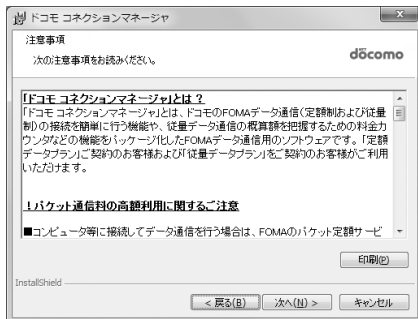 ドコモ コネクションマネージャ
注意事項
次の注意事項をお読みください。
döcomo
「ドコモ コネクションマネージャ」とは？
「ドコモ コネクションマネージャ」とは、ドコモのFOMAデータ通信（定額制および従量
制）の接続を簡単に行う機能や、従量データ通信の概算額を把握するための料金カ
ウンタなどの機能をパッケージ化したFOMAデータ通信用のソフトウェアです。「定額
データプラン」ご契約のお客様および「従量データプラン」をご契約のお客様がご利用
いただけます。
！パケット通信料の高額利用に関するご注意
■コンピュータ等に接続してデータ通信を行う場合は、FOMAのパケット定額サービ
印刷(P)
InstallShield
< 戻る(B)
次へ(N) >
キャンセル